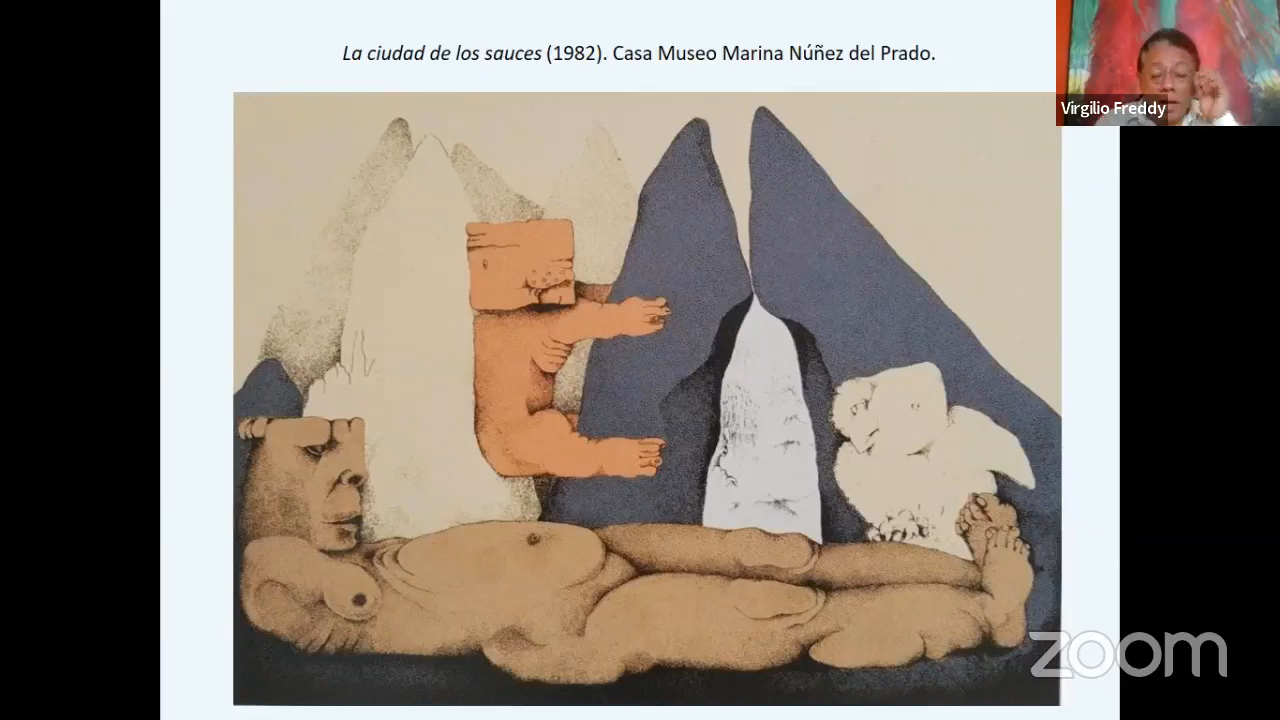 La ciudad de los sauces (1982). Casa Museo Marina Núñez del Prado.
Virgilio Freddy
zoom